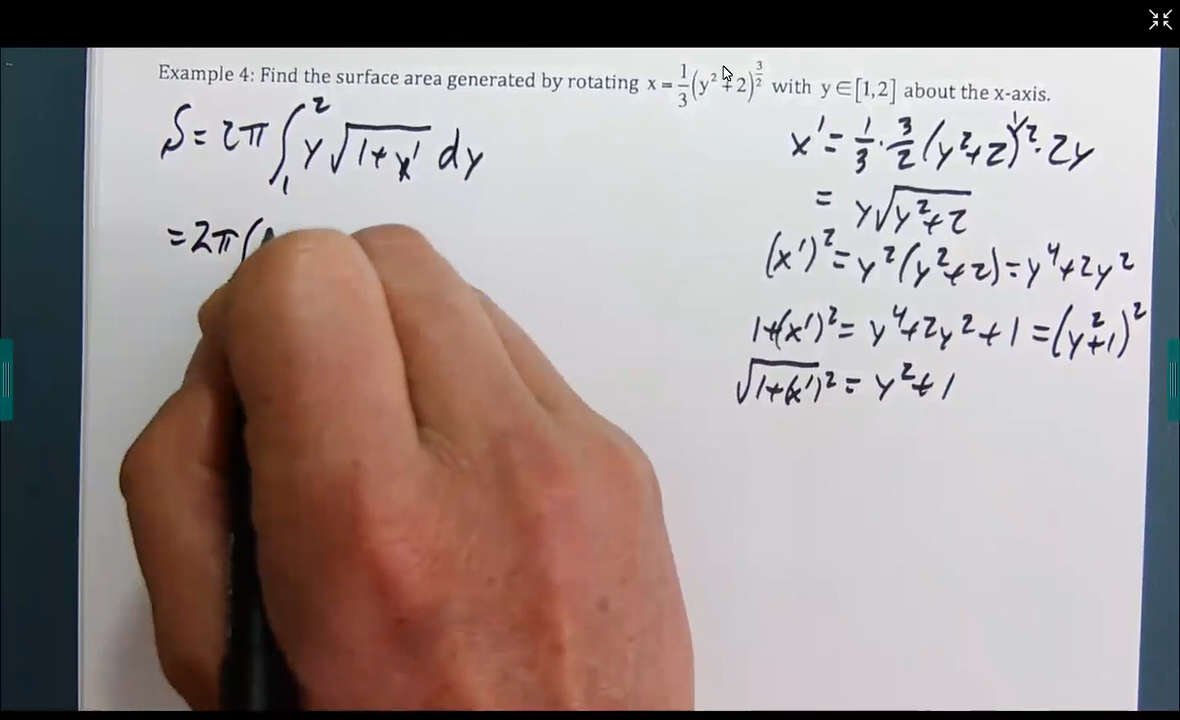 Example 4: Find the surface area generated by rotating x = 1/3 (y² + 2)^(3/2) with y ∈ [1,2] about the x-axis.
S = 2π ∫₁² y √(1+x') dy
= 2π
x' = 1/3 · 3/2 (y²+2)^(1/2) · 2y
= y√(y²+2)
(x')² = y²(y²+2) = y⁴+2y²
1+(x')² = y⁴+2y²+1 = (y²+1)²
√(1+(x')²) = y²+1